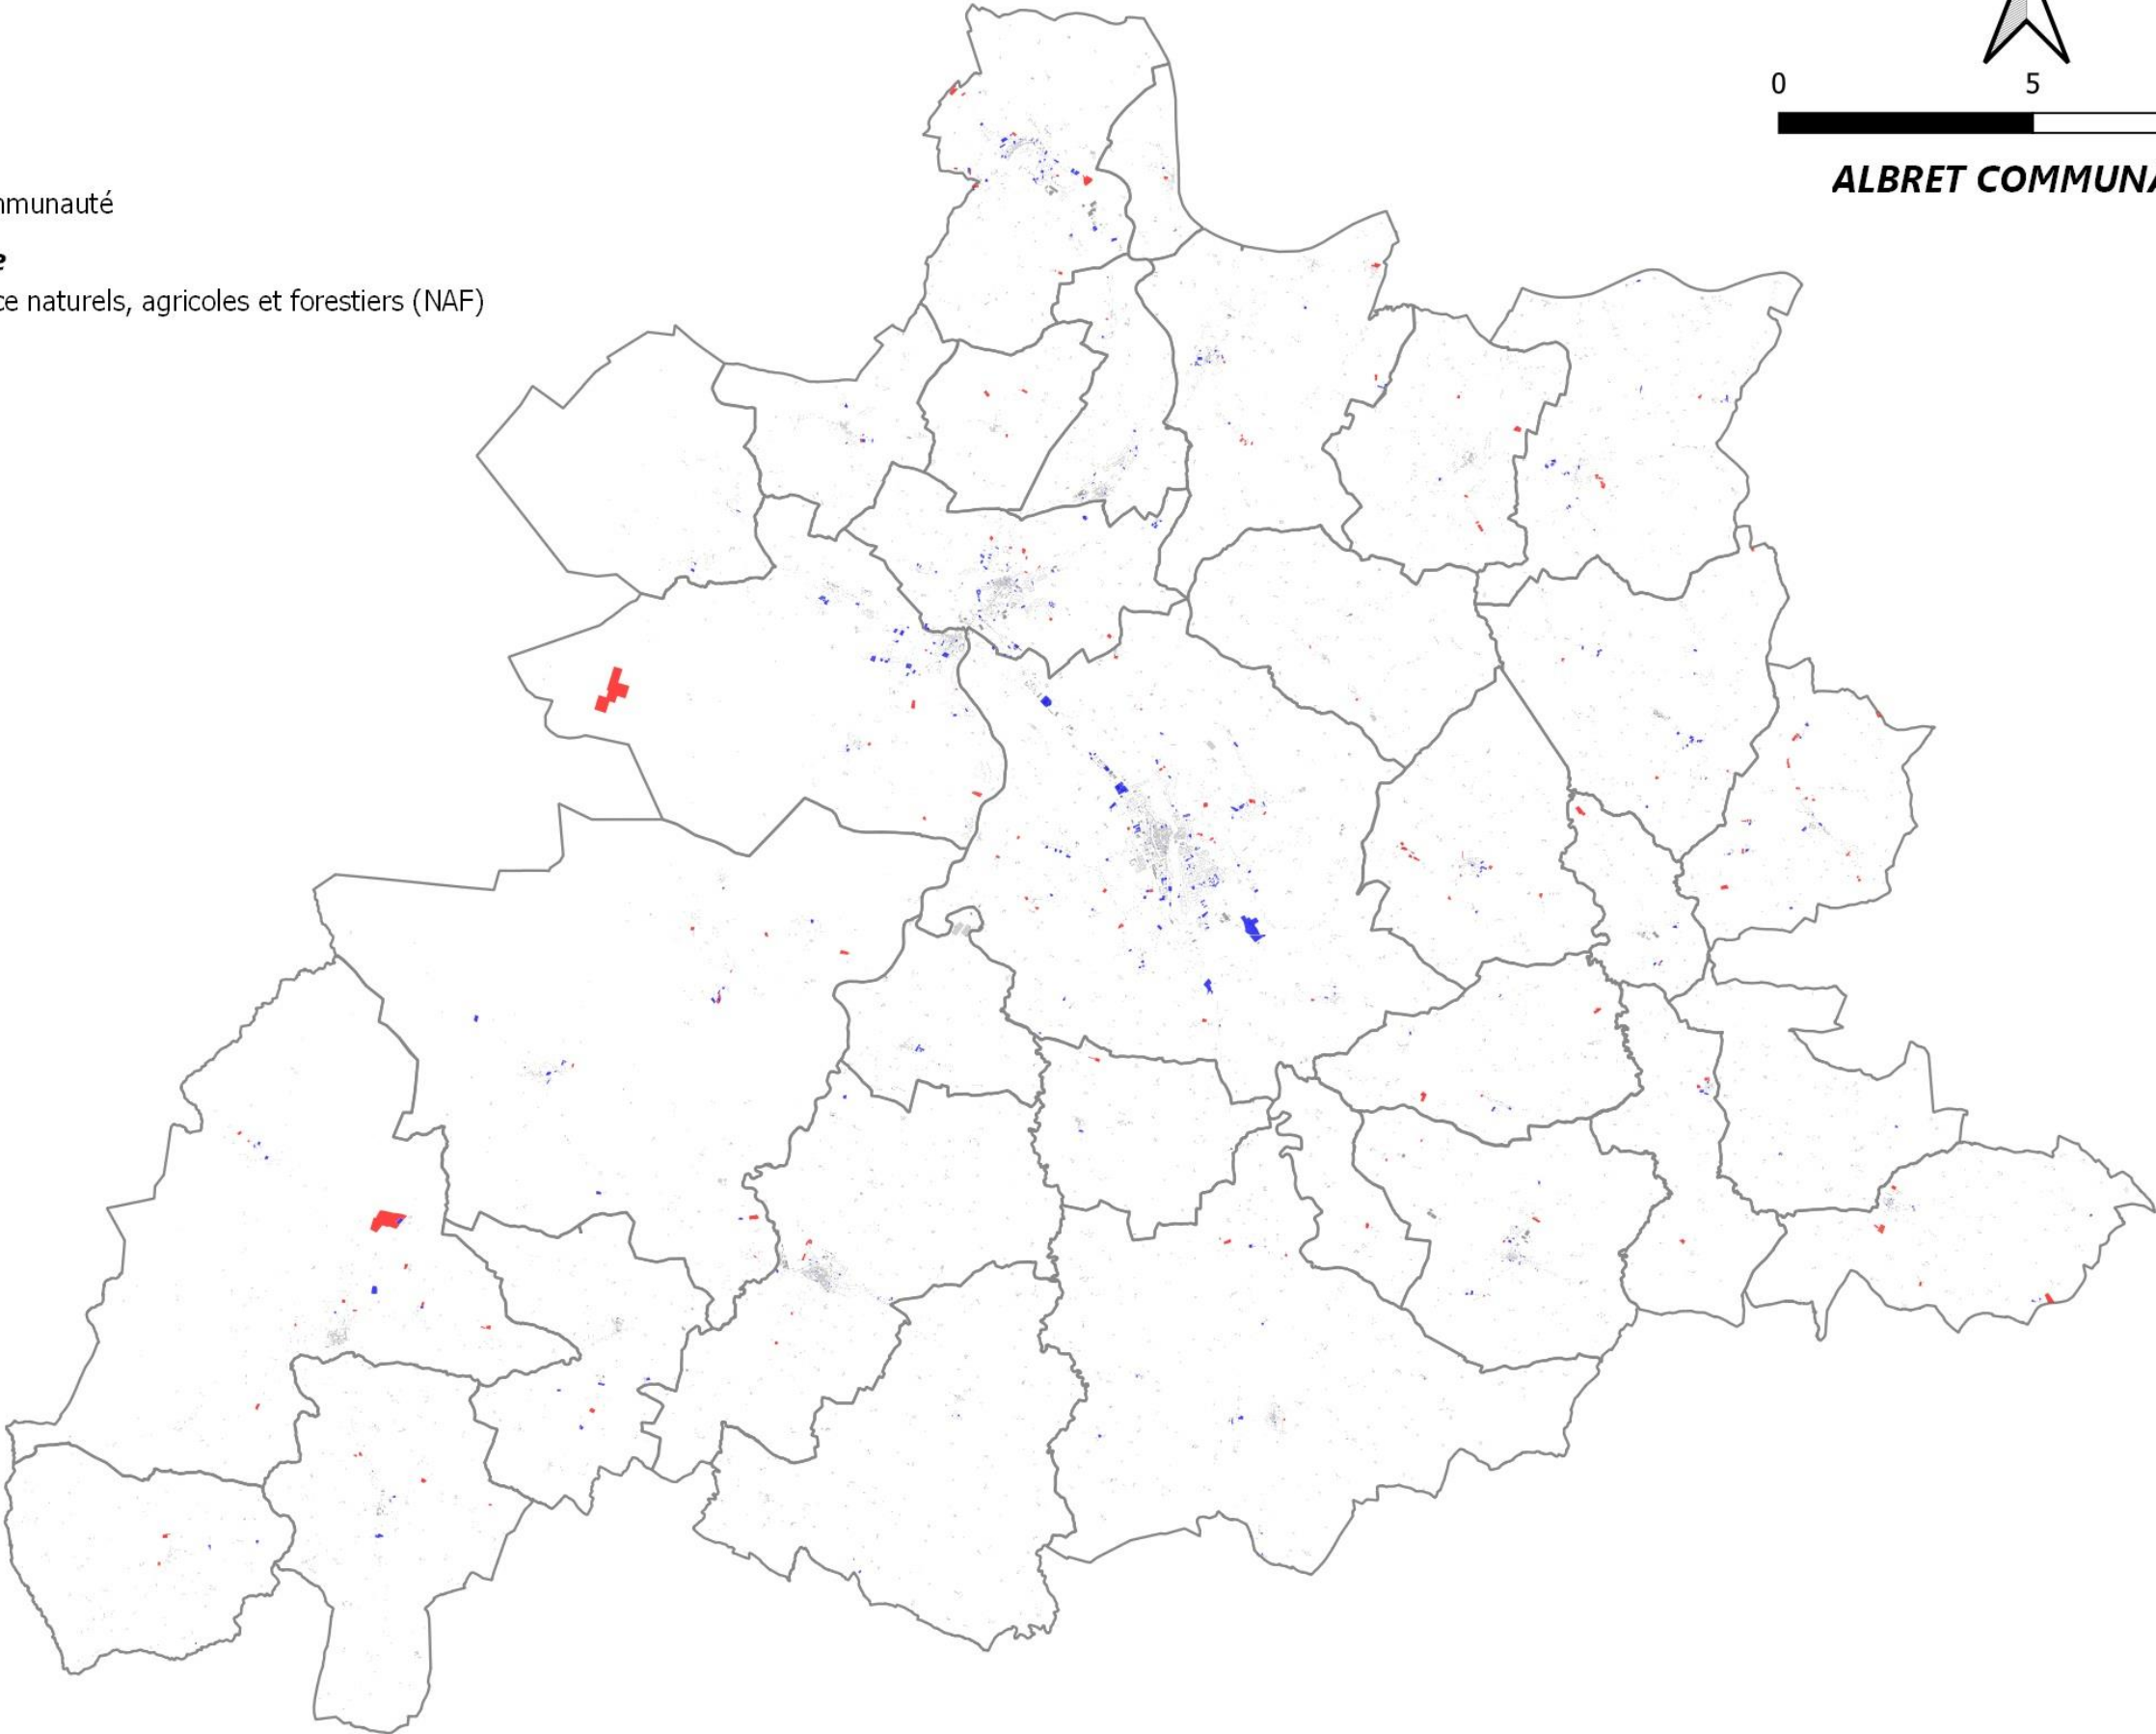 0 5
ALBRET COMMUNA
mmunauté
e
ce naturels, agricoles et forestiers (NAF)